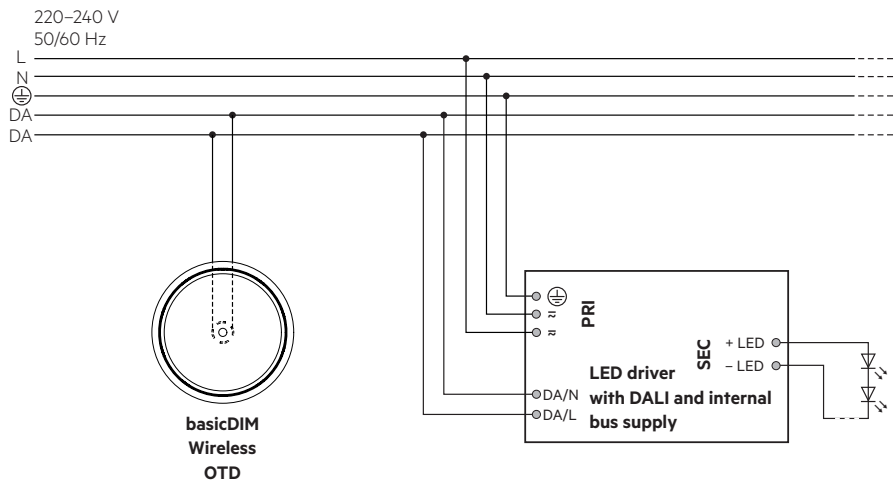 220–240 V
50/60 Hz
L
N
DA
DA
PRI
≂
≂
SEC
+ LED
– LED
LED driver
with DALI and internal
bus supply
DA/N
DA/L
basicDIM
Wireless
OTD